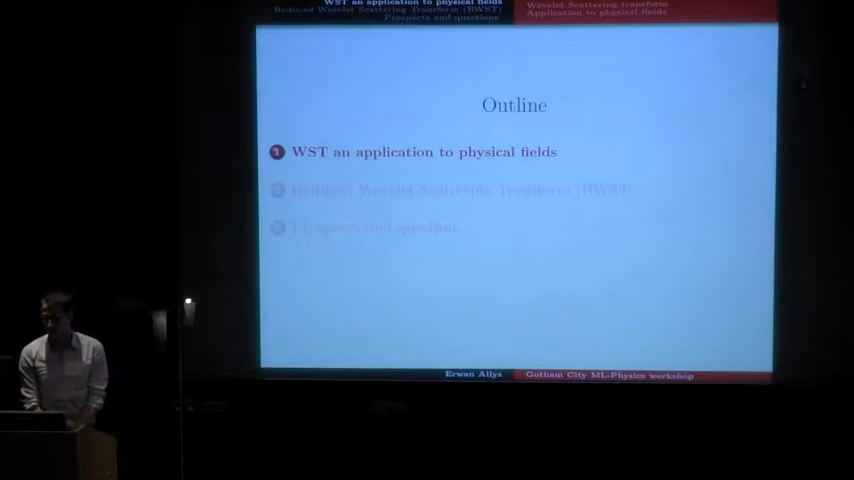 WST an application to physical fields
Reduced Wavelet Scattering Transform (RWST)
Prospects and questions
Wavelet Scattering transform
Application to physical fields
Outline
1 WST an application to physical fields
2 Reduced Wavelet Scattering Transform (RWST
3 Prospects and questions
Erwan Allys
Gotham City ML-Physics workshop